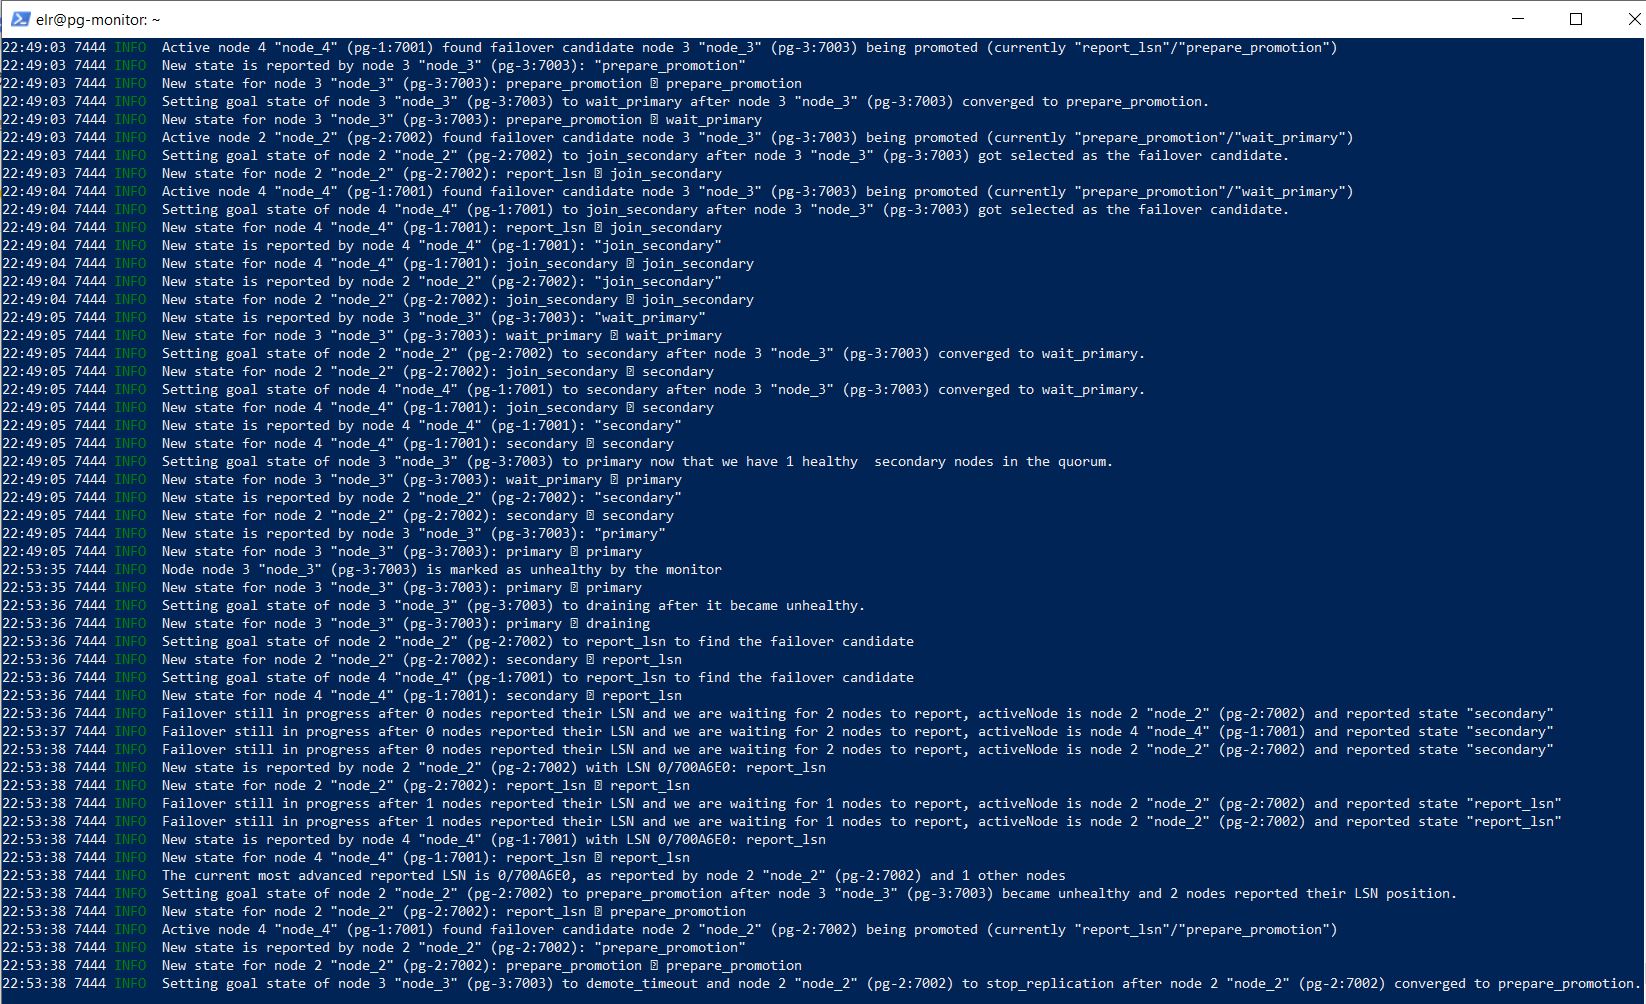 elr@pg-monitor: ~
22:49:03 7444 INFO  Active node 4 "node_4" (pg-1:7001) found failover candidate node 3 "node_3" (pg-3:7003) being promoted (currently "report_lsn"/"prepare_promotion")
22:49:03 7444 INFO  New state is reported by node 3 "node_3" (pg-3:7003): "prepare_promotion"
22:49:03 7444 INFO  New state for node 3 "node_3" (pg-3:7003): prepare_promotion ⍰ prepare_promotion
22:49:03 7444 INFO  Setting goal state of node 3 "node_3" (pg-3:7003) to wait_primary after node 3 "node_3" (pg-3:7003) converged to prepare_promotion.
22:49:03 7444 INFO  New state for node 3 "node_3" (pg-3:7003): prepare_promotion ⍰ wait_primary
22:49:03 7444 INFO  Active node 2 "node_2" (pg-2:7002) found failover candidate node 3 "node_3" (pg-3:7003) being promoted (currently "prepare_promotion"/"wait_primary")
22:49:03 7444 INFO  Setting goal state of node 2 "node_2" (pg-2:7002) to join_secondary after node 3 "node_3" (pg-3:7003) got selected as the failover candidate.
22:49:03 7444 INFO  New state for node 2 "node_2" (pg-2:7002): report_lsn ⍰ join_secondary
22:49:04 7444 INFO  Active node 4 "node_4" (pg-1:7001) found failover candidate node 3 "node_3" (pg-3:7003) being promoted (currently "prepare_promotion"/"wait_primary")
22:49:04 7444 INFO  Setting goal state of node 4 "node_4" (pg-1:7001) to join_secondary after node 3 "node_3" (pg-3:7003) got selected as the failover candidate.
22:49:04 7444 INFO  New state for node 4 "node_4" (pg-1:7001): report_lsn ⍰ join_secondary
22:49:04 7444 INFO  New state is reported by node 4 "node_4" (pg-1:7001): "join_secondary"
22:49:04 7444 INFO  New state for node 4 "node_4" (pg-1:7001): join_secondary ⍰ join_secondary
22:49:04 7444 INFO  New state is reported by node 2 "node_2" (pg-2:7002): "join_secondary"
22:49:04 7444 INFO  New state for node 2 "node_2" (pg-2:7002): join_secondary ⍰ join_secondary
22:49:05 7444 INFO  New state is reported by node 3 "node_3" (pg-3:7003): "wait_primary"
22:49:05 7444 INFO  New state for node 3 "node_3" (pg-3:7003): wait_primary ⍰ wait_primary
22:49:05 7444 INFO  Setting goal state of node 2 "node_2" (pg-2:7002) to secondary after node 3 "node_3" (pg-3:7003) converged to wait_primary.
22:49:05 7444 INFO  New state for node 2 "node_2" (pg-2:7002): join_secondary ⍰ secondary
22:49:05 7444 INFO  Setting goal state of node 4 "node_4" (pg-1:7001) to secondary after node 3 "node_3" (pg-3:7003) converged to wait_primary.
22:49:05 7444 INFO  New state for node 4 "node_4" (pg-1:7001): join_secondary ⍰ secondary
22:49:05 7444 INFO  New state is reported by node 4 "node_4" (pg-1:7001): "secondary"
22:49:05 7444 INFO  New state for node 4 "node_4" (pg-1:7001): secondary ⍰ secondary
22:49:05 7444 INFO  Setting goal state of node 3 "node_3" (pg-3:7003) to primary now that we have 1 healthy  secondary nodes in the quorum.
22:49:05 7444 INFO  New state for node 3 "node_3" (pg-3:7003): wait_primary ⍰ primary
22:49:05 7444 INFO  New state is reported by node 2 "node_2" (pg-2:7002): "secondary"
22:49:05 7444 INFO  New state for node 2 "node_2" (pg-2:7002): secondary ⍰ secondary
22:49:05 7444 INFO  New state is reported by node 3 "node_3" (pg-3:7003): "primary"
22:49:05 7444 INFO  New state for node 3 "node_3" (pg-3:7003): primary ⍰ primary
22:53:35 7444 INFO  Node node 3 "node_3" (pg-3:7003) is marked as unhealthy by the monitor
22:53:35 7444 INFO  New state for node 3 "node_3" (pg-3:7003): primary ⍰ primary
22:53:36 7444 INFO  Setting goal state of node 3 "node_3" (pg-3:7003) to draining after it became unhealthy.
22:53:36 7444 INFO  New state for node 3 "node_3" (pg-3:7003): primary ⍰ draining
22:53:36 7444 INFO  Setting goal state of node 2 "node_2" (pg-2:7002) to report_lsn to find the failover candidate
22:53:36 7444 INFO  New state for node 2 "node_2" (pg-2:7002): secondary ⍰ report_lsn
22:53:36 7444 INFO  Setting goal state of node 4 "node_4" (pg-1:7001) to report_lsn to find the failover candidate
22:53:36 7444 INFO  New state for node 4 "node_4" (pg-1:7001): secondary ⍰ report_lsn
22:53:36 7444 INFO  Failover still in progress after 0 nodes reported their LSN and we are waiting for 2 nodes to report, activeNode is node 2 "node_2" (pg-2:7002) and reported state "secondary"
22:53:37 7444 INFO  Failover still in progress after 0 nodes reported their LSN and we are waiting for 2 nodes to report, activeNode is node 4 "node_4" (pg-1:7001) and reported state "secondary"
22:53:38 7444 INFO  Failover still in progress after 0 nodes reported their LSN and we are waiting for 2 nodes to report, activeNode is node 2 "node_2" (pg-2:7002) and reported state "secondary"
22:53:38 7444 INFO  New state is reported by node 2 "node_2" (pg-2:7002) with LSN 0/700A6E0: report_lsn
22:53:38 7444 INFO  New state for node 2 "node_2" (pg-2:7002): report_lsn ⍰ report_lsn
22:53:38 7444 INFO  Failover still in progress after 1 nodes reported their LSN and we are waiting for 1 nodes to report, activeNode is node 2 "node_2" (pg-2:7002) and reported state "report_lsn"
22:53:38 7444 INFO  Failover still in progress after 1 nodes reported their LSN and we are waiting for 1 nodes to report, activeNode is node 2 "node_2" (pg-2:7002) and reported state "report_lsn"
22:53:38 7444 INFO  New state is reported by node 4 "node_4" (pg-1:7001) with LSN 0/700A6E0: report_lsn
22:53:38 7444 INFO  New state for node 4 "node_4" (pg-1:7001): report_lsn ⍰ report_lsn
22:53:38 7444 INFO  The current most advanced reported LSN is 0/700A6E0, as reported by node 2 "node_2" (pg-2:7002) and 1 other nodes
22:53:38 7444 INFO  Setting goal state of node 2 "node_2" (pg-2:7002) to prepare_promotion after node 3 "node_3" (pg-3:7003) became unhealthy and 2 nodes reported their LSN position.
22:53:38 7444 INFO  New state for node 2 "node_2" (pg-2:7002): report_lsn ⍰ prepare_promotion
22:53:38 7444 INFO  Active node 4 "node_4" (pg-1:7001) found failover candidate node 2 "node_2" (pg-2:7002) being promoted (currently "report_lsn"/"prepare_promotion")
22:53:38 7444 INFO  New state is reported by node 2 "node_2" (pg-2:7002): "prepare_promotion"
22:53:38 7444 INFO  New state for node 2 "node_2" (pg-2:7002): prepare_promotion ⍰ prepare_promotion
22:53:38 7444 INFO  Setting goal state of node 3 "node_3" (pg-3:7003) to demote_timeout and node 2 "node_2" (pg-2:7002) to stop_replication after node 2 "node_2" (pg-2:7002) converged to prepare_promotion.